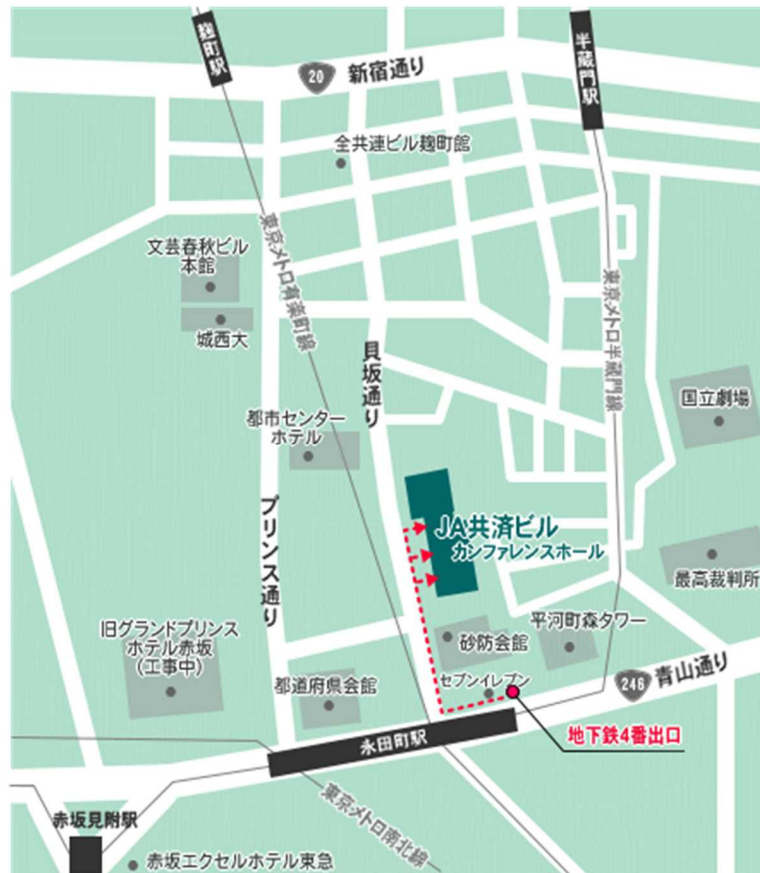 麹町駅
20
新宿通り
半蔵門駅
全共連ビル麹町館
東京メトロ有楽町線
文芸春秋ビル
本館
城西大
東京メトロ半蔵門線
貝坂通り
国立劇場
都市センター
ホテル
プリンス通り
JA共済ビル
カンファレンスホール
最高裁判所
旧グランドプリンス
ホテル赤坂
(工事中)
砂防会館
平河町森タワー
都道府県会館
セブンイレブン
246
青山通り
地下鉄4番出口
永田町駅
東京メトロ南北線
赤坂見附駅
赤坂エクセルホテル東急